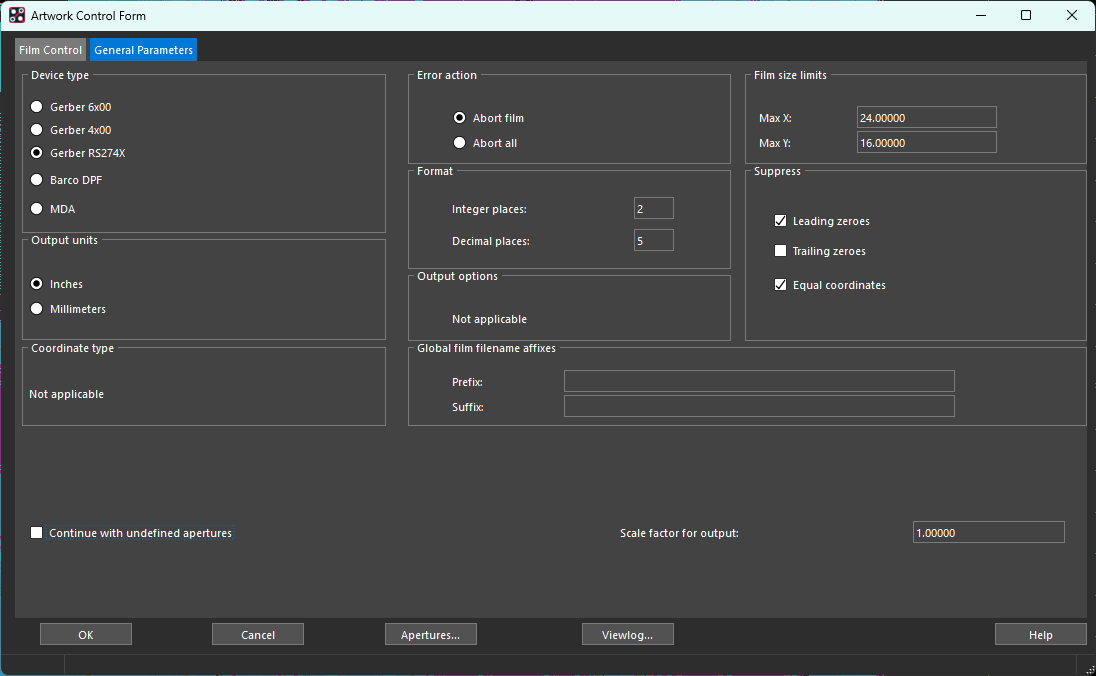 Artwork Control Form
Film Control
General Parameters
Device type
Gerber 6x00
Gerber 4x00
Gerber RS274X
Barco DPF
MDA
Output units
Inches
Millimeters
Coordinate type
Not applicable
Error action
Abort film
Abort all
Format
Integer places: 2
Decimal places: 5
Output options
Not applicable
Film size limits
Max X: 24.00000
Max Y: 16.00000
Suppress
Leading zeroes
Trailing zeroes
Equal coordinates
Global film filename affixes
Prefix:
Suffix:
Continue with undefined apertures
Scale factor for output: 1.00000
OK
Cancel
Apertures...
Viewlog...
Help